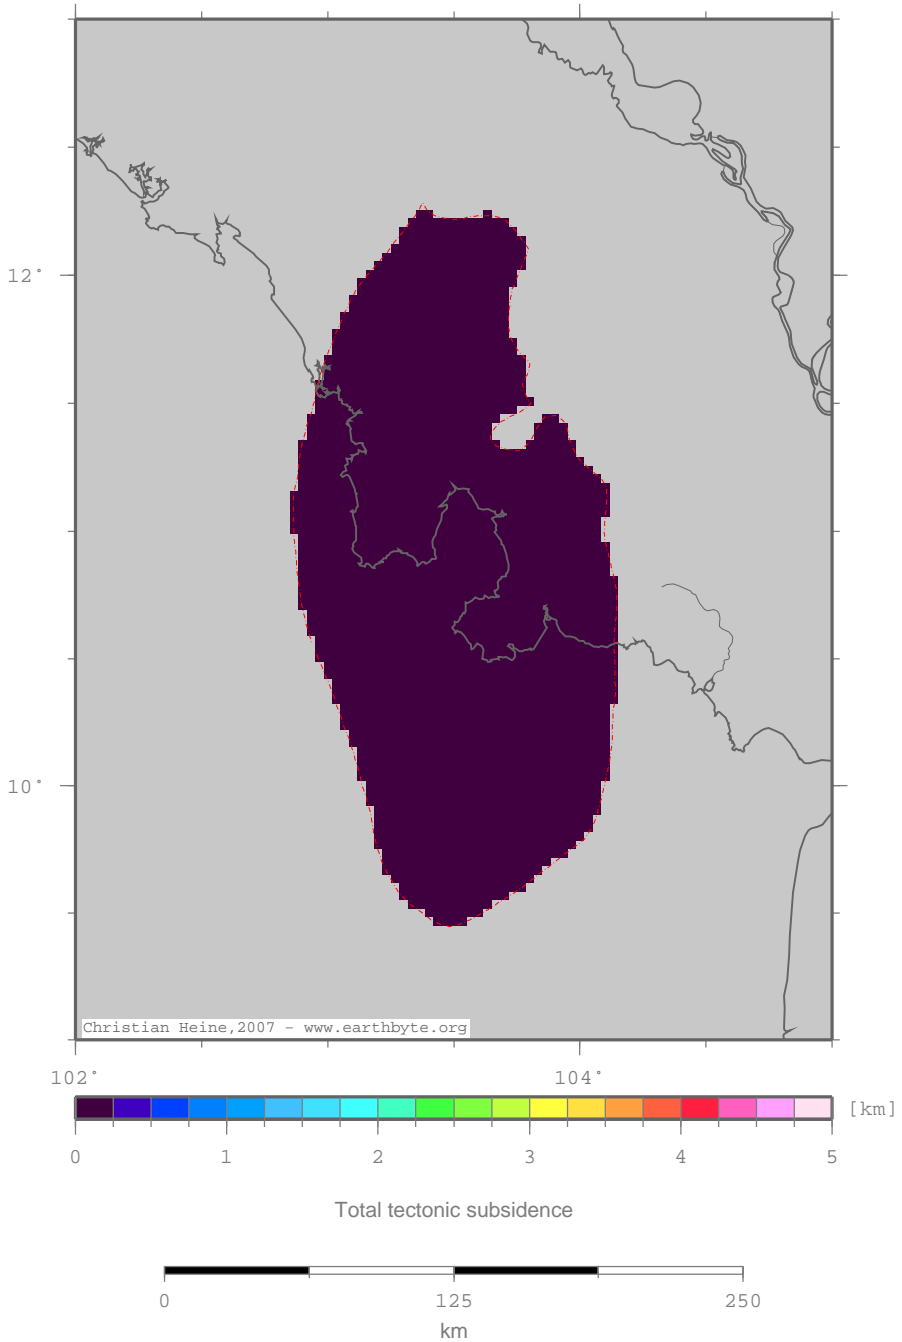 12°
10°
Christian Heine,2007 - www.earthbyte.org
102° 104°
[km]
0 1 2 3 4 5
Total tectonic subsidence
0 125 250
km